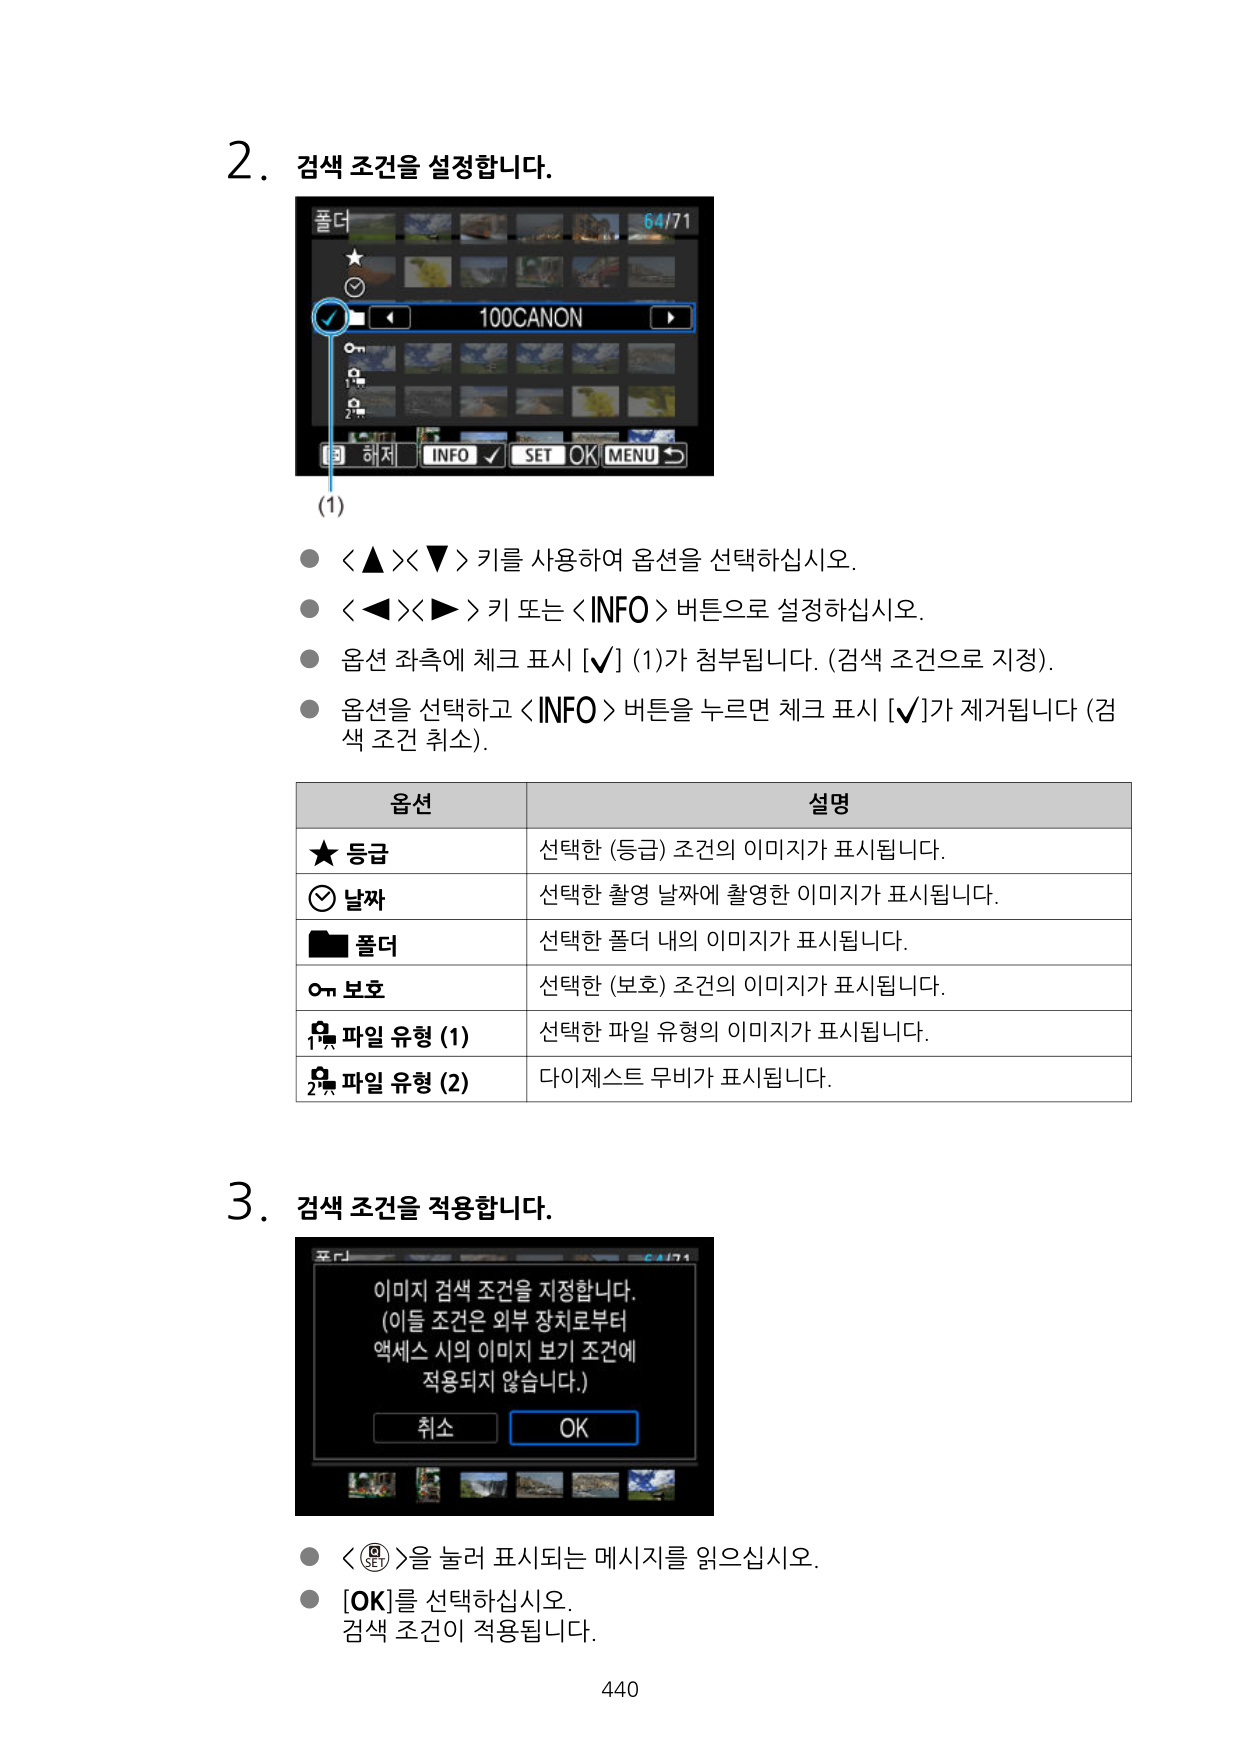 2. 검색 조건을 설정합니다.
폴더 64/71
100CANON
해제 INFO ✓ SET OK MENU
(1)
● <▲><▼> 키를 사용하여 옵션을 선택하십시오.
● <◀><▶> 키 또는 <INFO> 버튼으로 설정하십시오.
● 옵션 좌측에 체크 표시 [✓] (1)가 첨부됩니다. (검색 조건으로 지정).
● 옵션을 선택하고 <INFO> 버튼을 누르면 체크 표시 [✓]가 제거됩니다 (검
색 조건 취소).
옵션 설명
★ 등급 선택한 (등급) 조건의 이미지가 표시됩니다.
날짜 선택한 촬영 날짜에 촬영한 이미지가 표시됩니다.
폴더 선택한 폴더 내의 이미지가 표시됩니다.
보호 선택한 (보호) 조건의 이미지가 표시됩니다.
1 파일 유형 (1) 선택한 파일 유형의 이미지가 표시됩니다.
2 파일 유형 (2) 다이제스트 무비가 표시됩니다.
3. 검색 조건을 적용합니다.
폴더 64/71
이미지 검색 조건을 지정합니다.
(이들 조건은 외부 장치로부터
액세스 시의 이미지 보기 조건에
적용되지 않습니다.)
취소 OK
● <Q SET>을 눌러 표시되는 메시지를 읽으십시오.
● [OK]를 선택하십시오.
검색 조건이 적용됩니다.
440